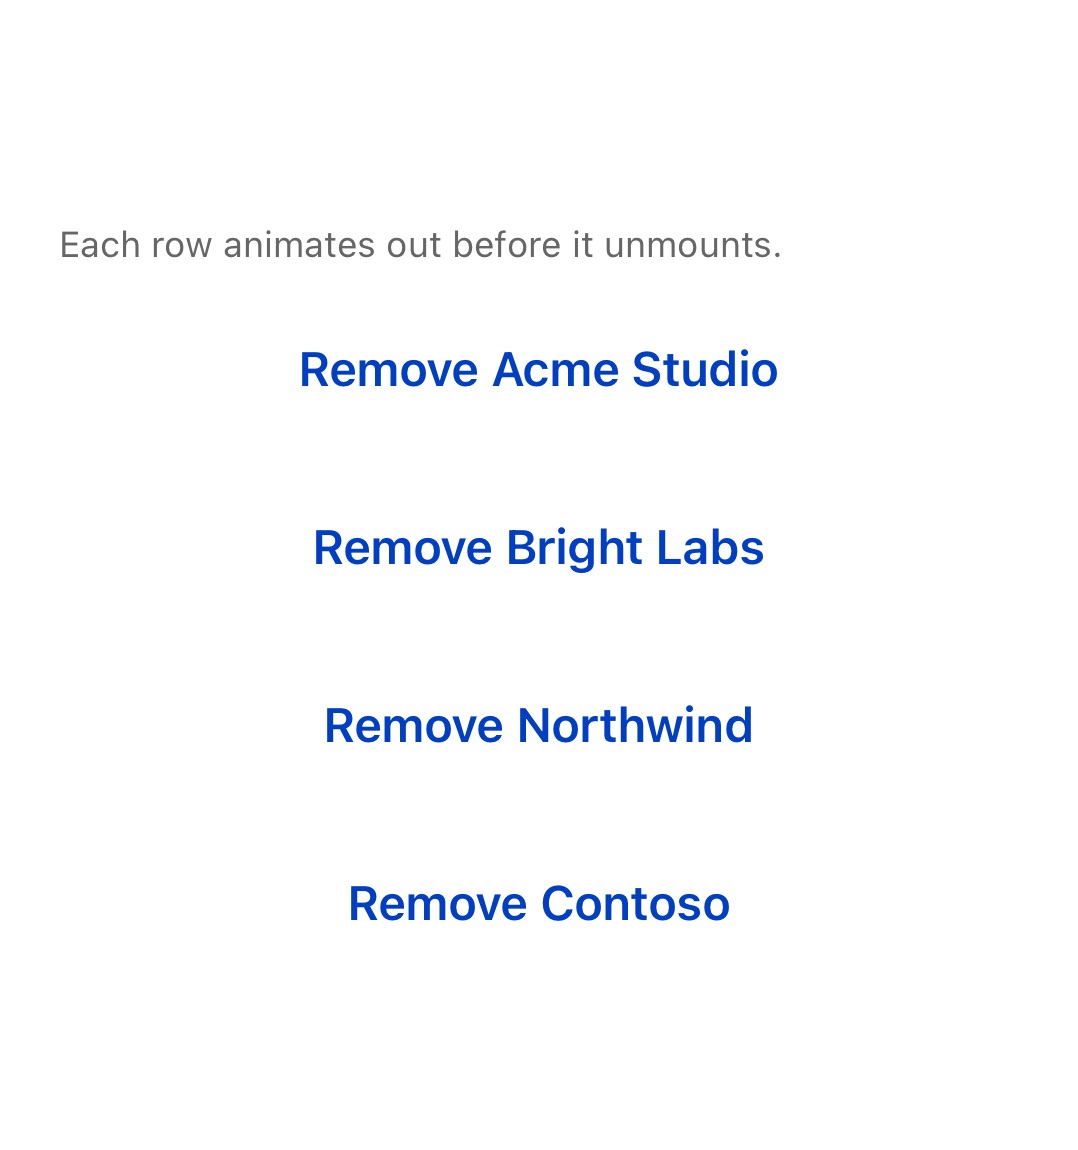 Each row animates out before it unmounts.
Remove Acme Studio
Remove Bright Labs
Remove Northwind
Remove Contoso